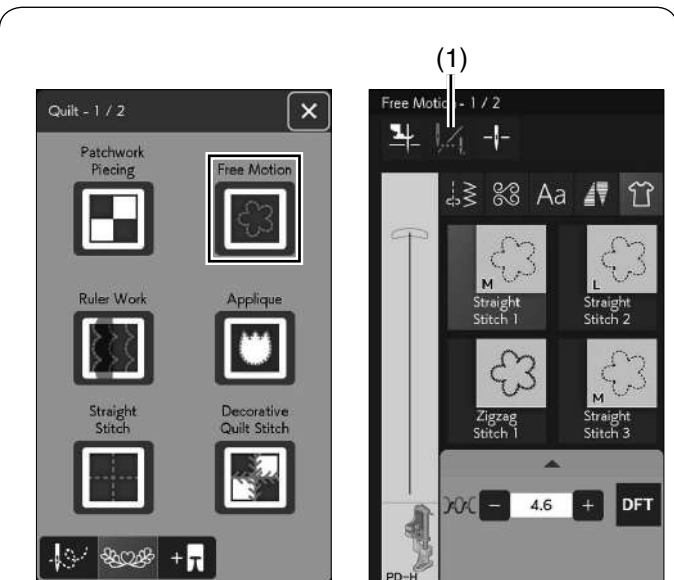 (1)
Quilt - 1 / 2
Patchwork
Piecing
Free Motion
Ruler Work
Applique
Straight
Stitch
Decorative
Quilt Stitch
Free Motion - 1 / 2
Aa
M
Straight
Stitch 1
L
Straight
Stitch 2
Zigzag
Stitch 1
M
Straight
Stitch 3
4.6
DFT
PD-H